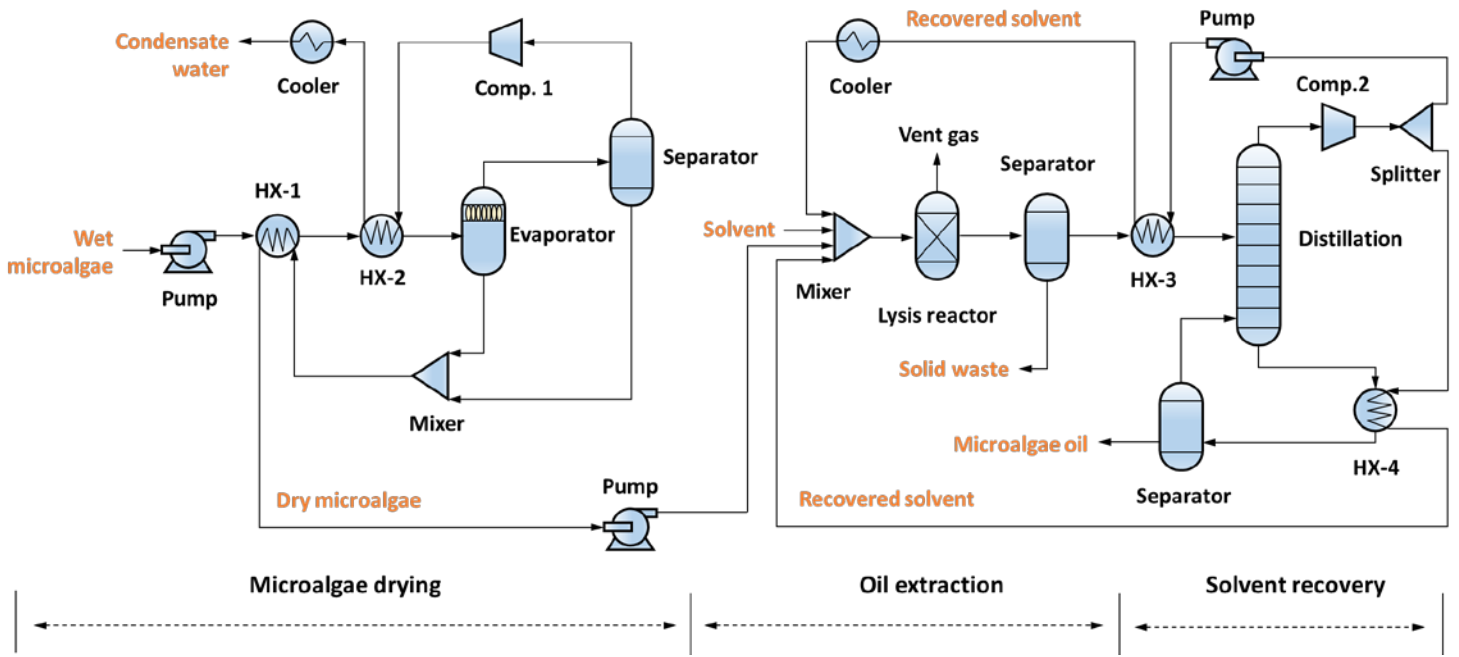 Condensate
water
Cooler
Comp. 1
Separator
HX-1
HX-2
Evaporator
Wet
microalgae
Pump
Mixer
Dry microalgae
Pump
Recovered solvent
Cooler
Vent gas
Separator
Solvent
Mixer
Lysis reactor
Solid waste
HX-3
Pump
Comp.2
Splitter
Distillation
Microalgae oil
Separator
HX-4
Recovered solvent
Microalgae drying
Oil extraction
Solvent recovery